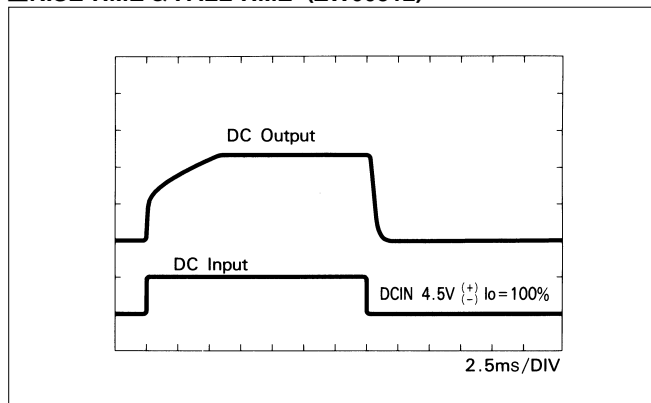 DC Output
DC Input
DCIN 4.5V (+) (−) Io=100%
2.5ms/DIV